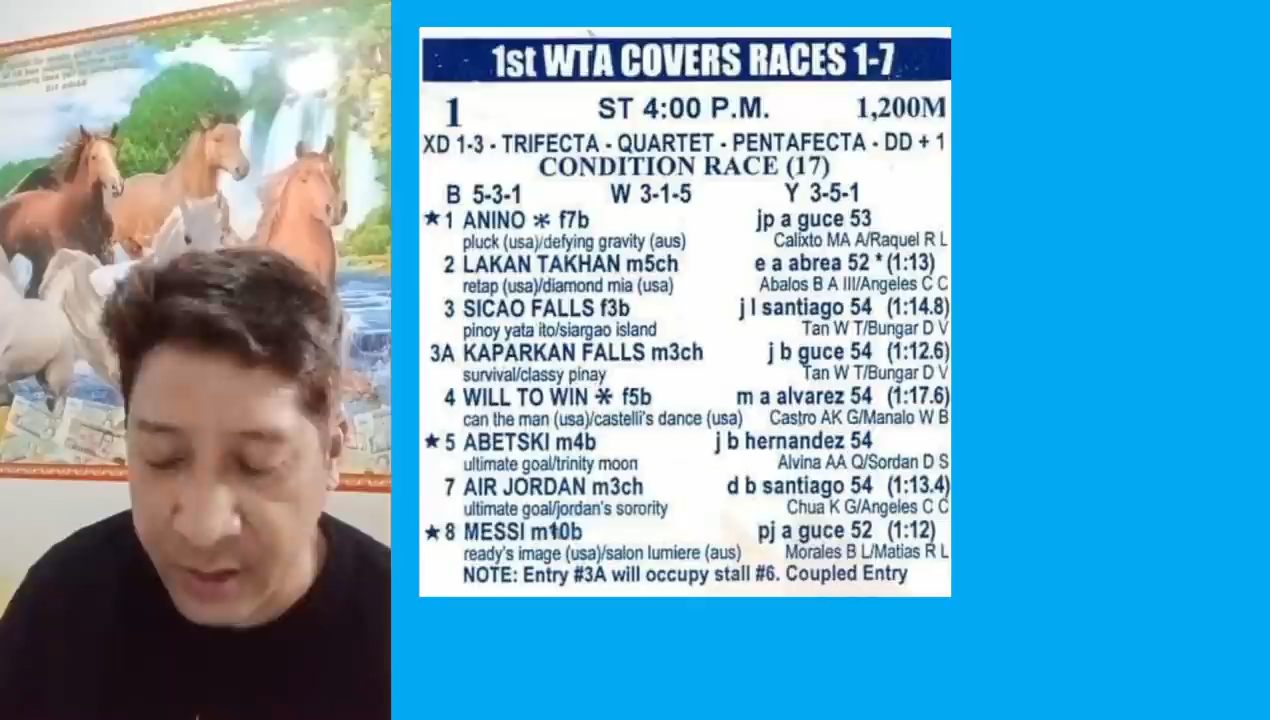 1st WTA COVERS RACES 1-7
1 ST 4:00 P.M. 1,200M
XD 1-3 - TRIFECTA - QUARTET - PENTAFECTA - DD + 1
CONDITION RACE (17)
B 5-3-1 W 3-1-5 Y 3-5-1
★1 ANINO * f7b jp a guce 53
pluck (usa)/defying gravity (aus) Calixto MA A/Raquel R L
2 LAKAN TAKHAN m5ch e a abrea 52 * (1:13)
retap (usa)/diamond mia (usa) Abalos B A III/Angeles C C
3 SICAO FALLS f3b j l santiago 54 (1:14.8)
pinoy yata ito/siargao island Tan W T/Bungar D V
3A KAPARKAN FALLS m3ch j b guce 54 (1:12.6)
survival/classy pinay Tan W T/Bungar D V
4 WILL TO WIN * f5b m a alvarez 54 (1:17.6)
can the man (usa)/castelli's dance (usa) Castro AK G/Manalo W B
★5 ABETSKI m4b j b hernandez 54
ultimate goal/trinity moon Alvina AA Q/Sordan D S
7 AIR JORDAN m3ch d b santiago 54 (1:13.4)
ultimate goal/jordan's sorority Chua K G/Angeles C C
★8 MESSI m10b pj a guce 52 (1:12)
ready's image (usa)/salon lumiere (aus) Morales B L/Matias R L
NOTE: Entry #3A will occupy stall #6. Coupled Entry